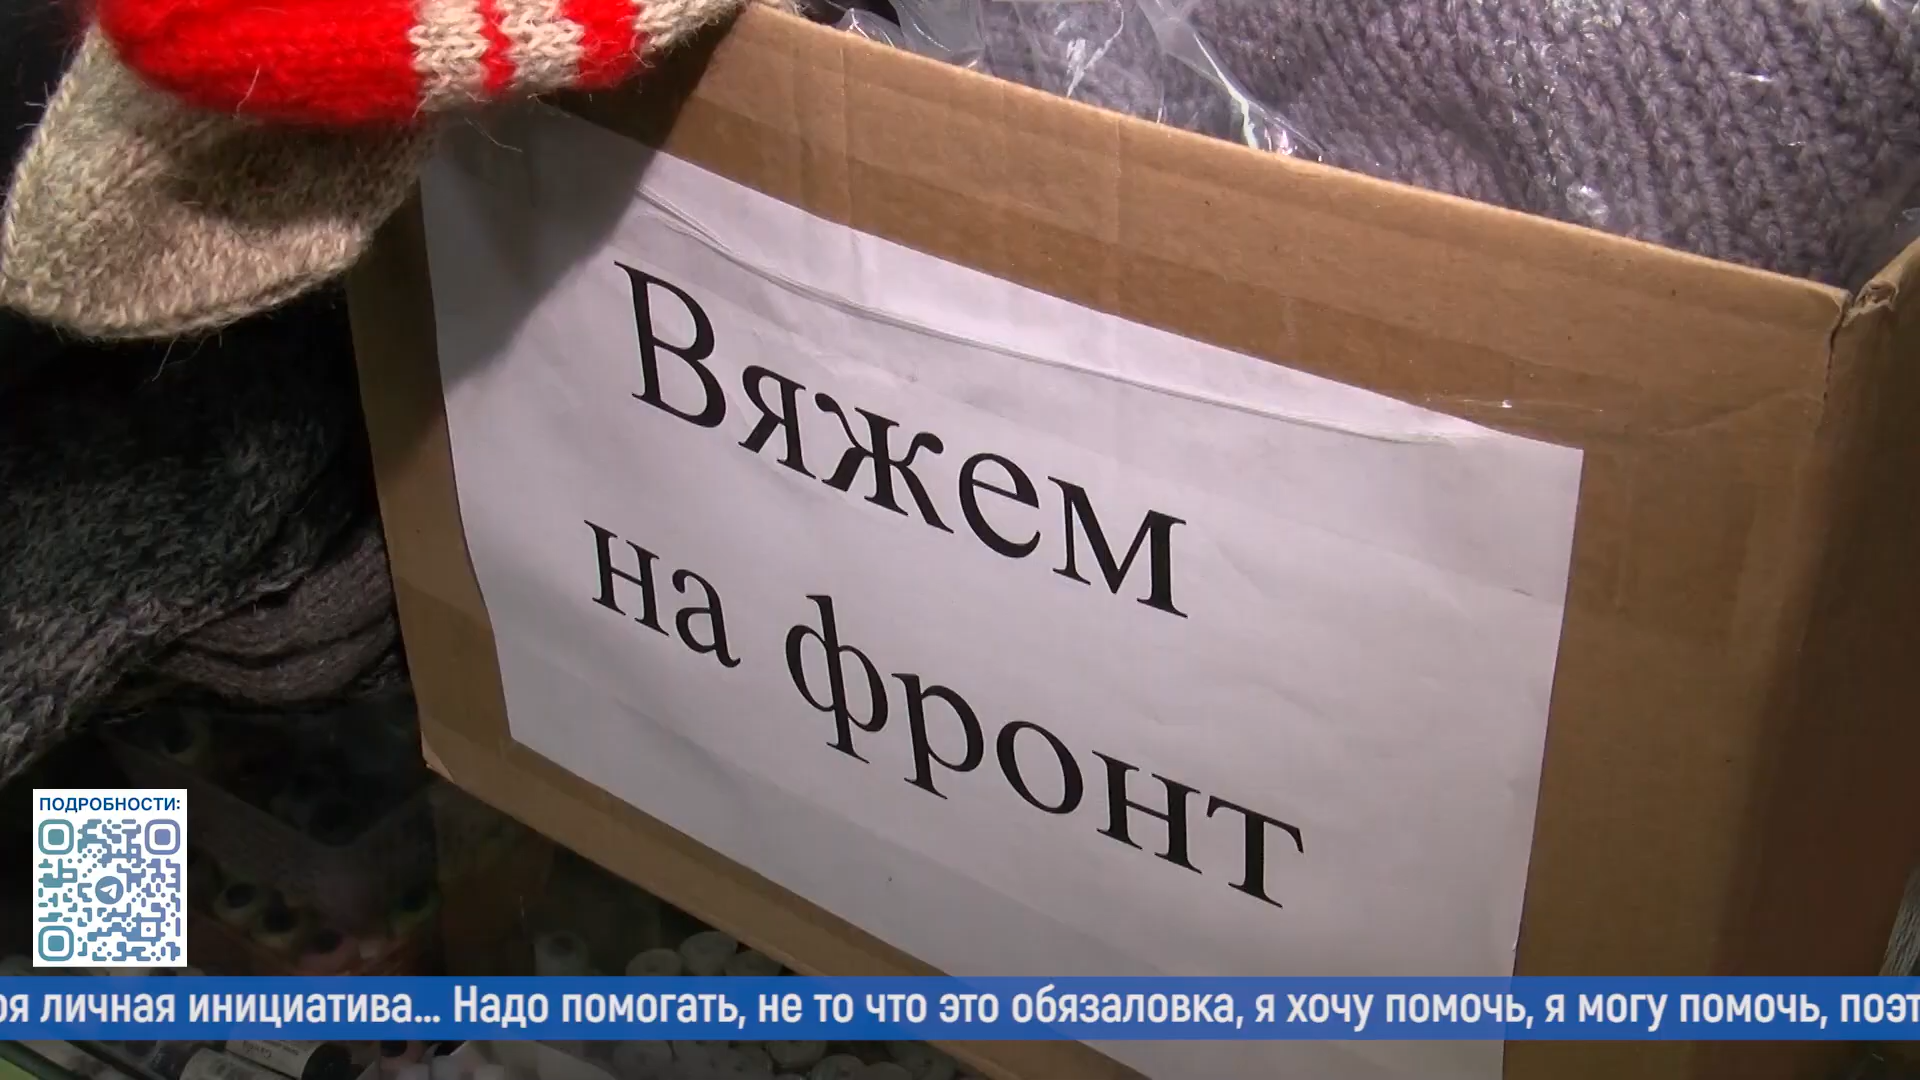 Вяжем
на фронт
ПОДРОБНОСТИ:
личная инициатива... Надо помогать, не то что это обязаловка, я хочу помочь, я могу помочь,